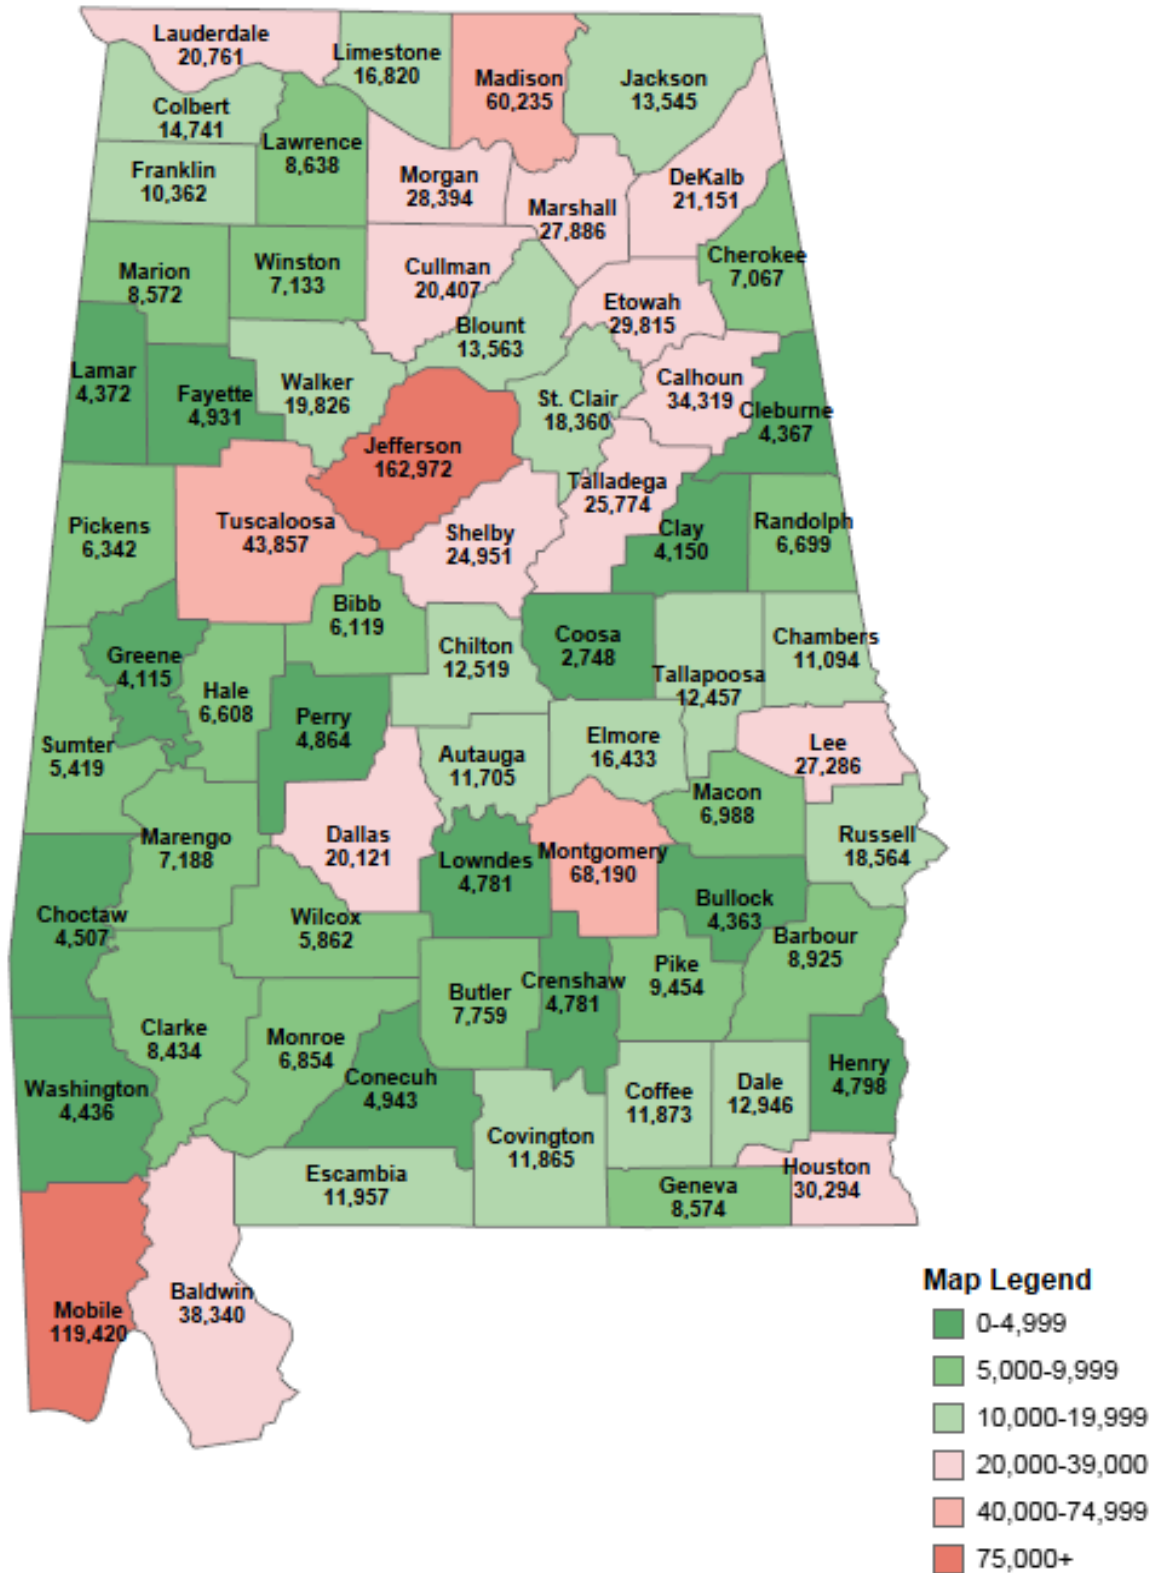 Lauderdale
20,761
Limestone
16,820
Madison
60,235
Jackson
13,545
Colbert
14,741
Lawrence
8,638
Franklin
10,362
Morgan
28,394
Marshall
27,886
DeKalb
21,151
Marion
8,572
Winston
7,133
Cullman
20,407
Cherokee
7,067
Blount
13,563
Etowah
29,815
Lamar
4,372
Fayette
4,931
Walker
19,826
St. Clair
18,360
Calhoun
34,319
Cleburne
4,367
Jefferson
162,972
Talladega
25,774
Pickens
6,342
Tuscaloosa
43,857
Shelby
24,951
Clay
4,150
Randolph
6,699
Bibb
6,119
Greene
4,115
Hale
6,608
Chilton
12,519
Coosa
2,748
Tallapoosa
12,457
Chambers
11,094
Sumter
5,419
Perry
4,864
Autauga
11,705
Elmore
16,433
Lee
27,286
Macon
6,988
Marengo
7,188
Dallas
20,121
Lowndes
4,781
Montgomery
68,190
Russell
18,564
Bullock
4,363
Choctaw
4,507
Wilcox
5,862
Barbour
8,925
Butler
7,759
Crenshaw
4,781
Pike
9,454
Clarke
8,434
Monroe
6,854
Conecuh
4,943
Washington
4,436
Coffee
11,873
Dale
12,946
Henry
4,798
Covington
11,865
Escambia
11,957
Geneva
8,574
Houston
30,294
Mobile
119,420
Baldwin
38,340
Map Legend
0-4,999
5,000-9,999
10,000-19,999
20,000-39,000
40,000-74,999
75,000+